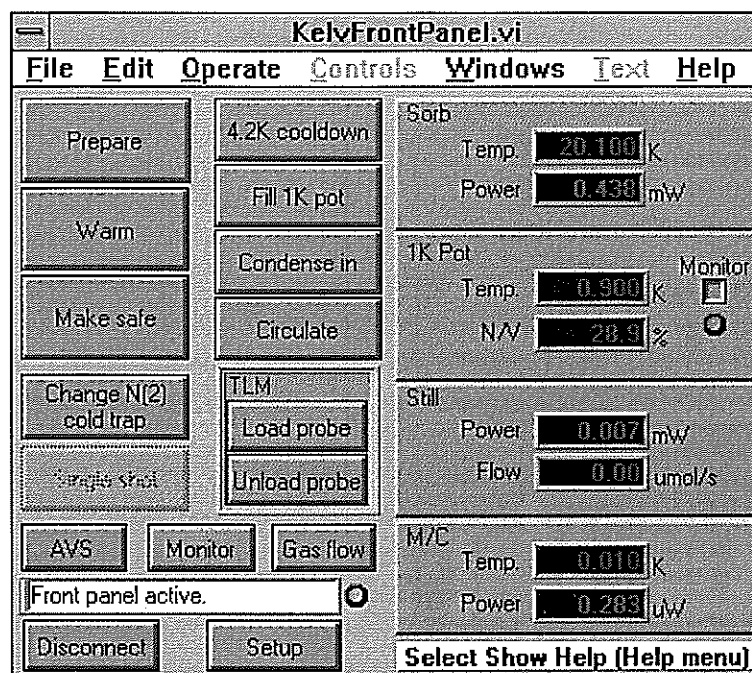 KelvFrontPanel.vi
File Edit Operate Controls Windows Text Help
Prepare
Warm
Make safe
Change N(2)
cold trap
Single shot
4.2K cooldown
Fill 1K pot
Condense in
Circulate
TLM
Load probe
Unload probe
AVS Monitor Gas flow
Front panel active.
Disconnect Setup
Sorb
Temp. 20.100 K
Power 0.438 mW
1K Pot
Monitor
Temp. 0.900 K
N/V 28.9 %
Still
Power 0.007 mW
Flow 0.00 umol/s
M/C
Temp. 0.010 K
Power 0.283 uW
Select Show Help (Help menu)